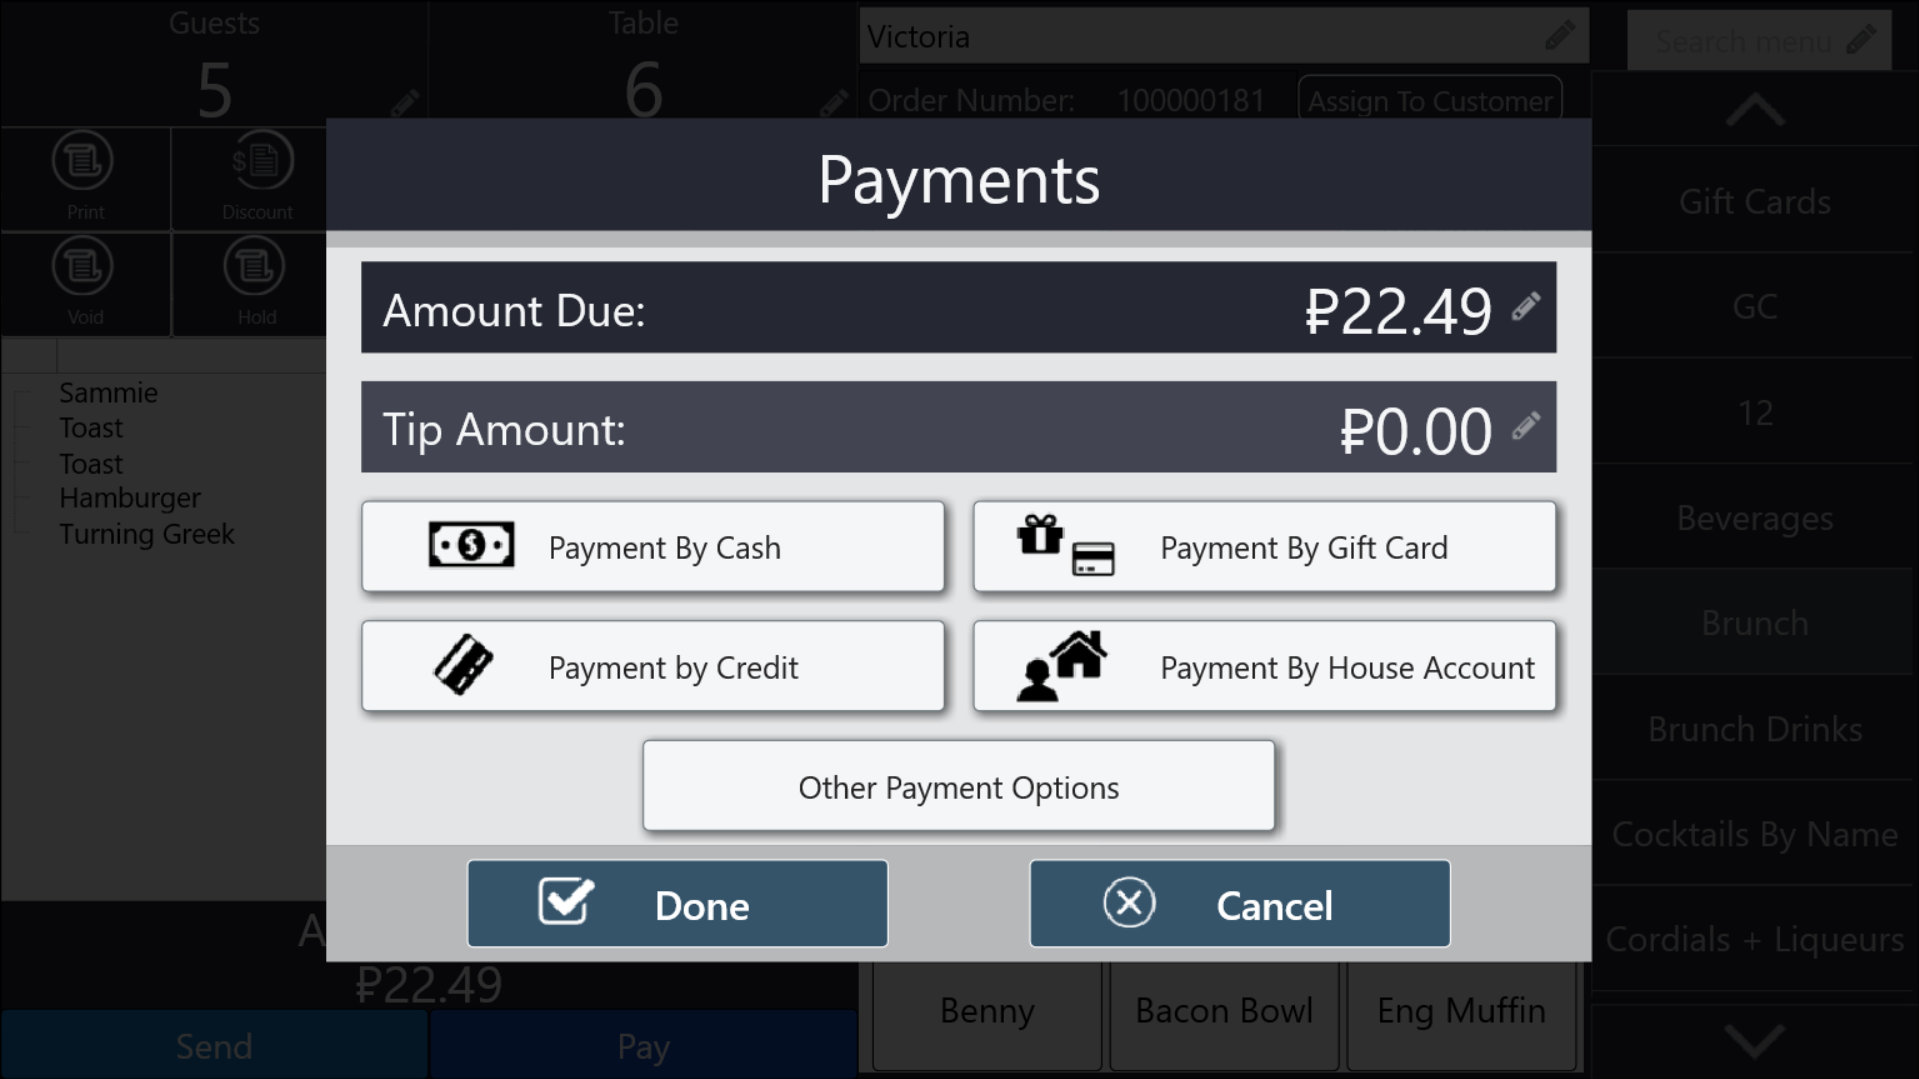 Guests
5
Table
6
Victoria
Search menu
Order Number: 100000181
Assign To Customer
Print
Discount
Void
Hold
Sammie
Toast
Toast
Hamburger
Turning Greek
Payments
Amount Due: ₽22.49
Tip Amount: ₽0.00
Payment By Cash
Payment By Gift Card
Payment by Credit
Payment By House Account
Other Payment Options
Done
Cancel
A
₽22.49
Send
Pay
Benny
Bacon Bowl
Eng Muffin
Gift Cards
GC
12
Beverages
Brunch
Brunch Drinks
Cocktails By Name
Cordials + Liqueurs